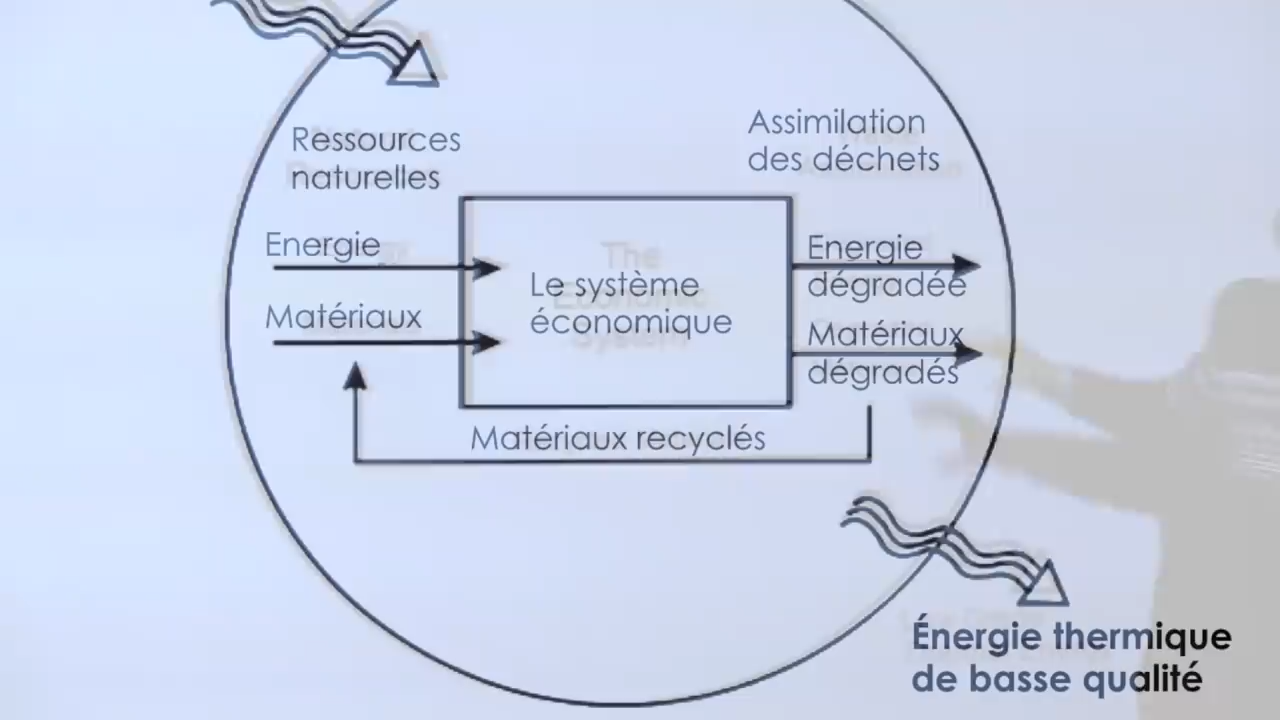 Ressources
naturelles
Assimilation
des déchets
Energie
Matériaux
The
Le système
économique
Energie
dégradée
Matériaux
dégradés
Matériaux recyclés
Énergie thermique
de basse qualité